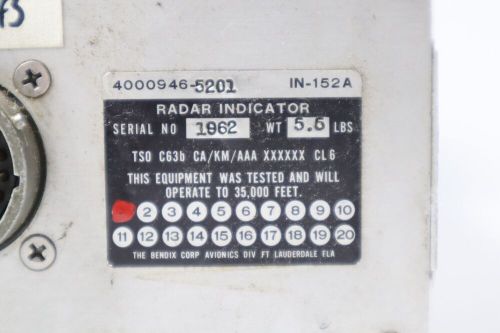 4000946-5201 IN-152A
RADAR INDICATOR
SERIAL NO 1962 WT 5.5 LBS
TSO C63b CA/KM/AAA XXXXXX CL6
THIS EQUIPMENT WAS TESTED AND WILL
OPERATE TO 35,000 FEET.
2 3 4 5 6 7 8 9 10
11 12 13 14 15 16 17 18 19 20
THE BENDIX CORP AVIONICS DIV FT LAUDERDALE FLA